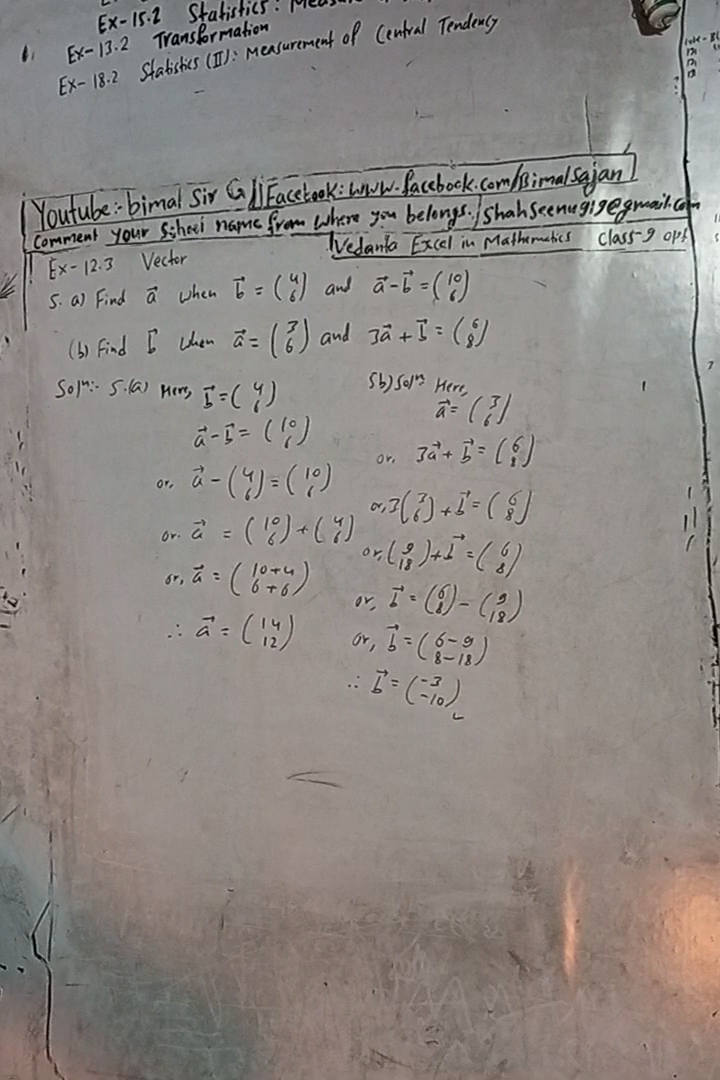 Ex-15.2 Statistics:
Ex-13.2 Transformation
Ex-18.2 Statistics (II): Measurement of Central Tendency
Youtube:- bimal Sir G || Facebook: www.facebook.com/Bimalsajan
Comment your School name from where you belongs. / shahseenu919@gmail.com
Vedanta Excel in Mathematics Class-9 opt
Ex-12.3 Vector
5. a) Find a⃗ when b⃗ = (4 6) and a⃗-b⃗ = (10 6)
(b) Find b⃗ when a⃗ = (3 6) and 3a⃗+b⃗ = (6 8)
Solⁿ:- 5.(a) Here, b⃗ = (4 6)
a⃗-b⃗ = (10 6)
or, a⃗ - (4 6) = (10 6)
or. a⃗ = (10 6) + (4 6)
or, a⃗ = (10+4 6+6)
∴ a⃗ = (14 12)
5b) Solⁿ: Here,
a⃗ = (3 6)
or, 3a⃗ + b⃗ = (6 8)
or, 3(3 6) + b⃗ = (6 8)
or, (9 18) + b⃗ = (6 8)
or, b⃗ = (6 8) - (9 18)
or, b⃗ = (6-9 8-18)
∴ b⃗ = (-3 -10)